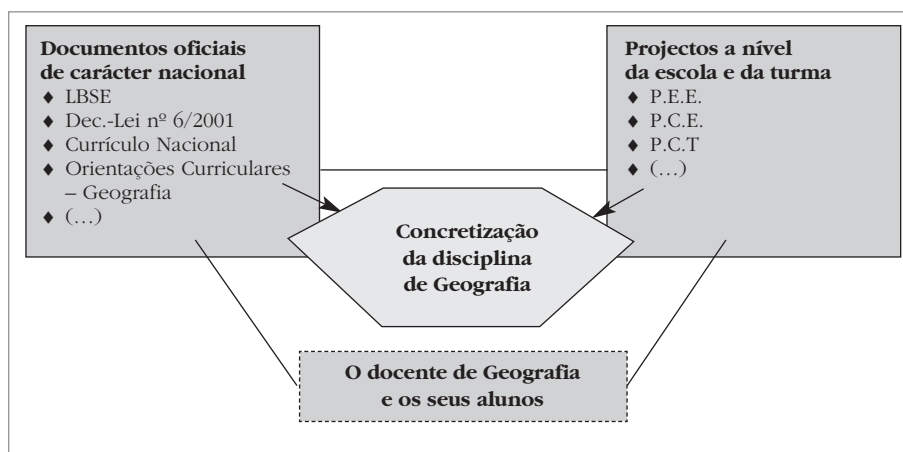 Documentos oficiais
de carácter nacional
♦ LBSE
♦ Dec.-Lei nº 6/2001
♦ Currículo Nacional
♦ Orientações Curriculares
– Geografia
♦ (…)
Projectos a nível
da escola e da turma
♦ P.E.E.
♦ P.C.E.
♦ P.C.T
♦ (…)
Concretização
da disciplina
de Geografia
O docente de Geografia
e os seus alunos